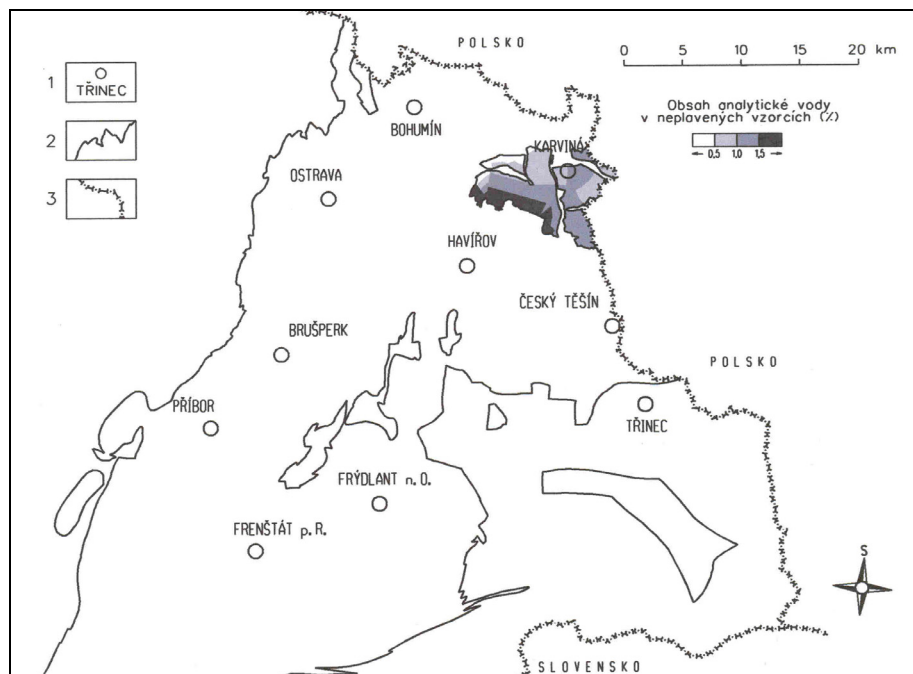 POLSKO
0 5 10 15 20 km
1
TŘINEC
2
3
Obsah analytické vody
v neplavených vzorcích (%)
0,5 1,0 1,5
BOHUMÍN
KARVINÁ
OSTRAVA
HAVÍŘOV
ČESKÝ TĚŠÍN
BRUŠPERK
POLSKO
PŘÍBOR
TŘINEC
FRÝDLANT n.O.
FRENŠTÁT p.R.
S
SLOVENSKO